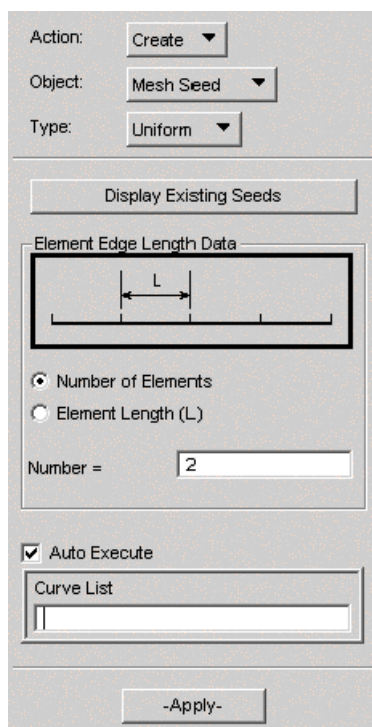 Action: Create
Object: Mesh Seed
Type: Uniform
Display Existing Seeds
Element Edge Length Data
L
Number of Elements
Element Length (L)
Number = 2
Auto Execute
Curve List
-Apply-